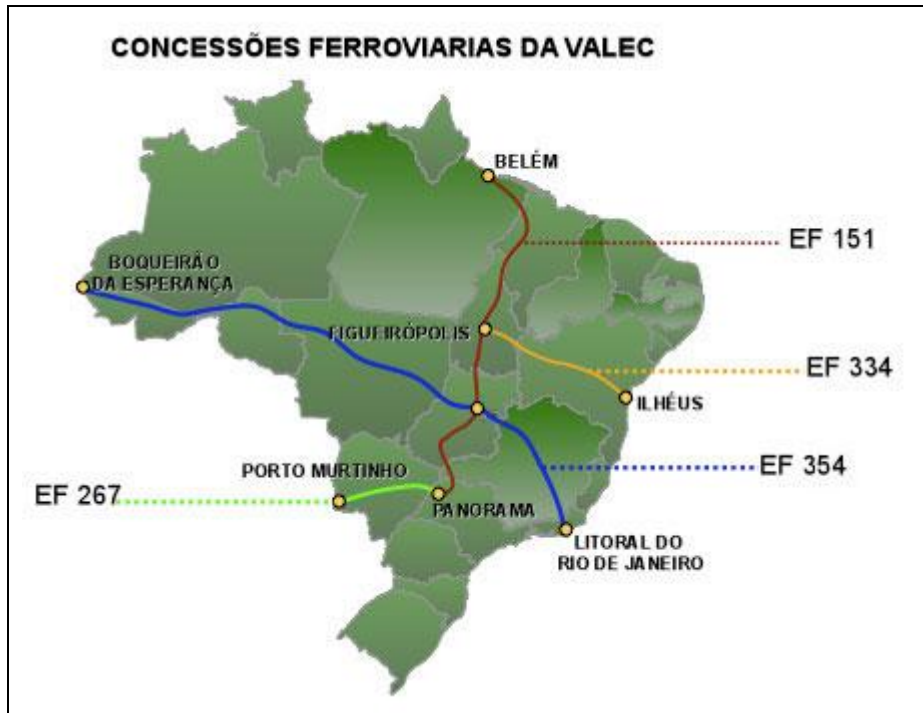 CONCESSÕES FERROVIARIAS DA VALEC
BELÉM
EF 151
BOQUEIRÃO
DA ESPERANÇA
FIGUEIRÓPOLIS
EF 334
ILHÉUS
EF 354
PORTO MURTINHO
EF 267
PANORAMA
LITORAL DO
RIO DE JANEIRO